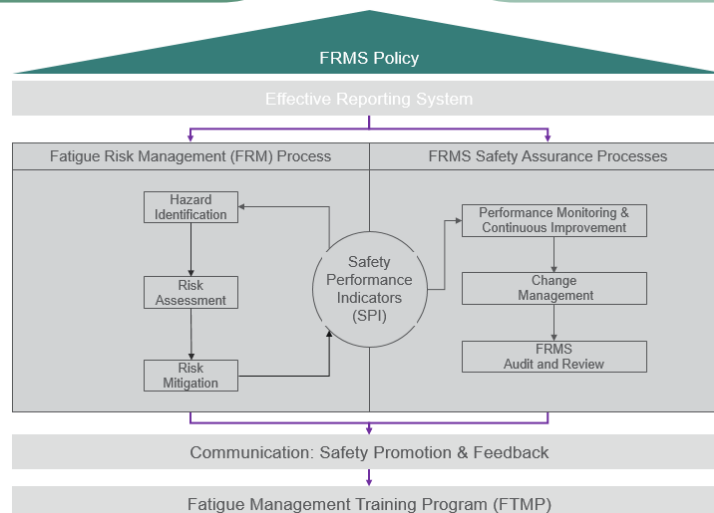 FRMS Policy
Effective Reporting System
Fatigue Risk Management (FRM) Process
FRMS Safety Assurance Processes
Hazard
Identification
Risk
Assessment
Risk
Mitigation
Safety
Performance
Indicators
(SPI)
Performance Monitoring &
Continuous Improvement
Change
Management
FRMS
Audit and Review
Communication: Safety Promotion & Feedback
Fatigue Management Training Program (FTMP)